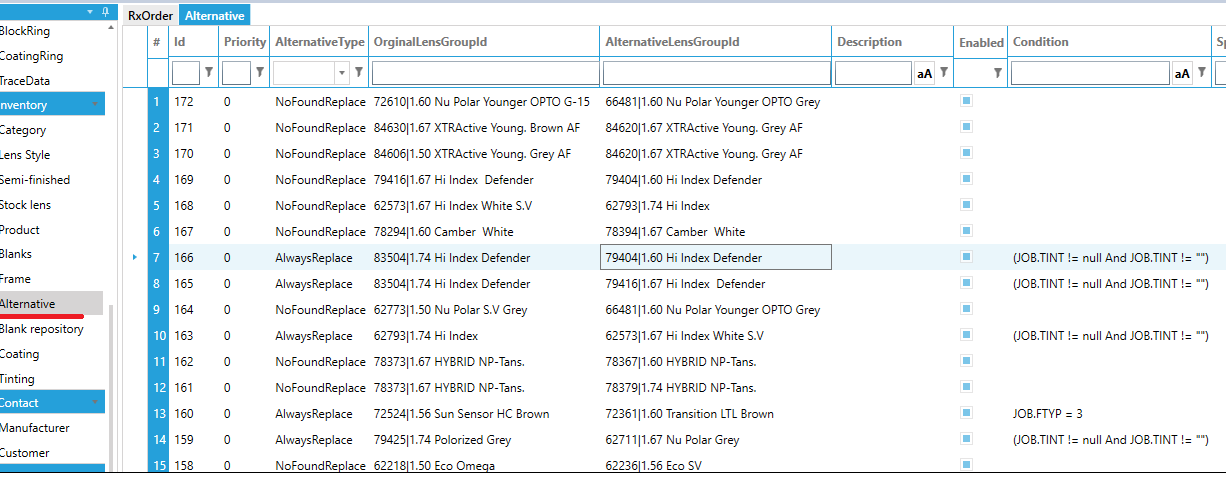 BlockRing
CoatingRing
TraceData
Inventory
Category
Lens Style
Semi-finished
Stock lens
Product
Blanks
Frame
Alternative
Blank repository
Coating
Tinting
Contact
Manufacturer
Customer
RxOrder Alternative
# Id Priority AlternativeType OrginalLensGroupId AlternativeLensGroupId Description Enabled Condition Sp
aA aA
1 172 0 NoFoundReplace 72610|1.60 Nu Polar Younger OPTO G-15 66481|1.60 Nu Polar Younger OPTO Grey
2 171 0 NoFoundReplace 84630|1.67 XTRActive Young. Brown AF 84620|1.67 XTRActive Young. Grey AF
3 170 0 NoFoundReplace 84606|1.50 XTRActive Young. Grey AF 84620|1.67 XTRActive Young. Grey AF
4 169 0 NoFoundReplace 79416|1.67 Hi Index  Defender 79404|1.60 Hi Index Defender
5 168 0 NoFoundReplace 62573|1.67 Hi Index White S.V 62793|1.74 Hi Index
6 167 0 NoFoundReplace 78294|1.60 Camber  White 78394|1.67 Camber  White
7 166 0 AlwaysReplace 83504|1.74 Hi Index Defender 79404|1.60 Hi Index Defender (JOB.TINT != null And JOB.TINT != "")
8 165 0 AlwaysReplace 83504|1.74 Hi Index Defender 79416|1.67 Hi Index  Defender (JOB.TINT != null And JOB.TINT != "")
9 164 0 NoFoundReplace 62773|1.50 Nu Polar S.V Grey 66481|1.60 Nu Polar Younger OPTO Grey
10 163 0 AlwaysReplace 62793|1.74 Hi Index 62573|1.67 Hi Index White S.V (JOB.TINT != null And JOB.TINT != "")
11 162 0 NoFoundReplace 78373|1.67 HYBRID NP-Tans. 78367|1.60 HYBRID NP-Tans.
12 161 0 NoFoundReplace 78373|1.67 HYBRID NP-Tans. 78379|1.74 HYBRID NP-Tans.
13 160 0 AlwaysReplace 72524|1.56 Sun Sensor HC Brown 72361|1.60 Transition LTL Brown JOB.FTYP = 3
14 159 0 AlwaysReplace 79425|1.74 Polorized Grey 62711|1.67 Nu Polar Grey (JOB.TINT != null And JOB.TINT != "")
15 158 0 NoFoundReplace 62218|1.50 Eco Omega 62236|1.56 Eco SV